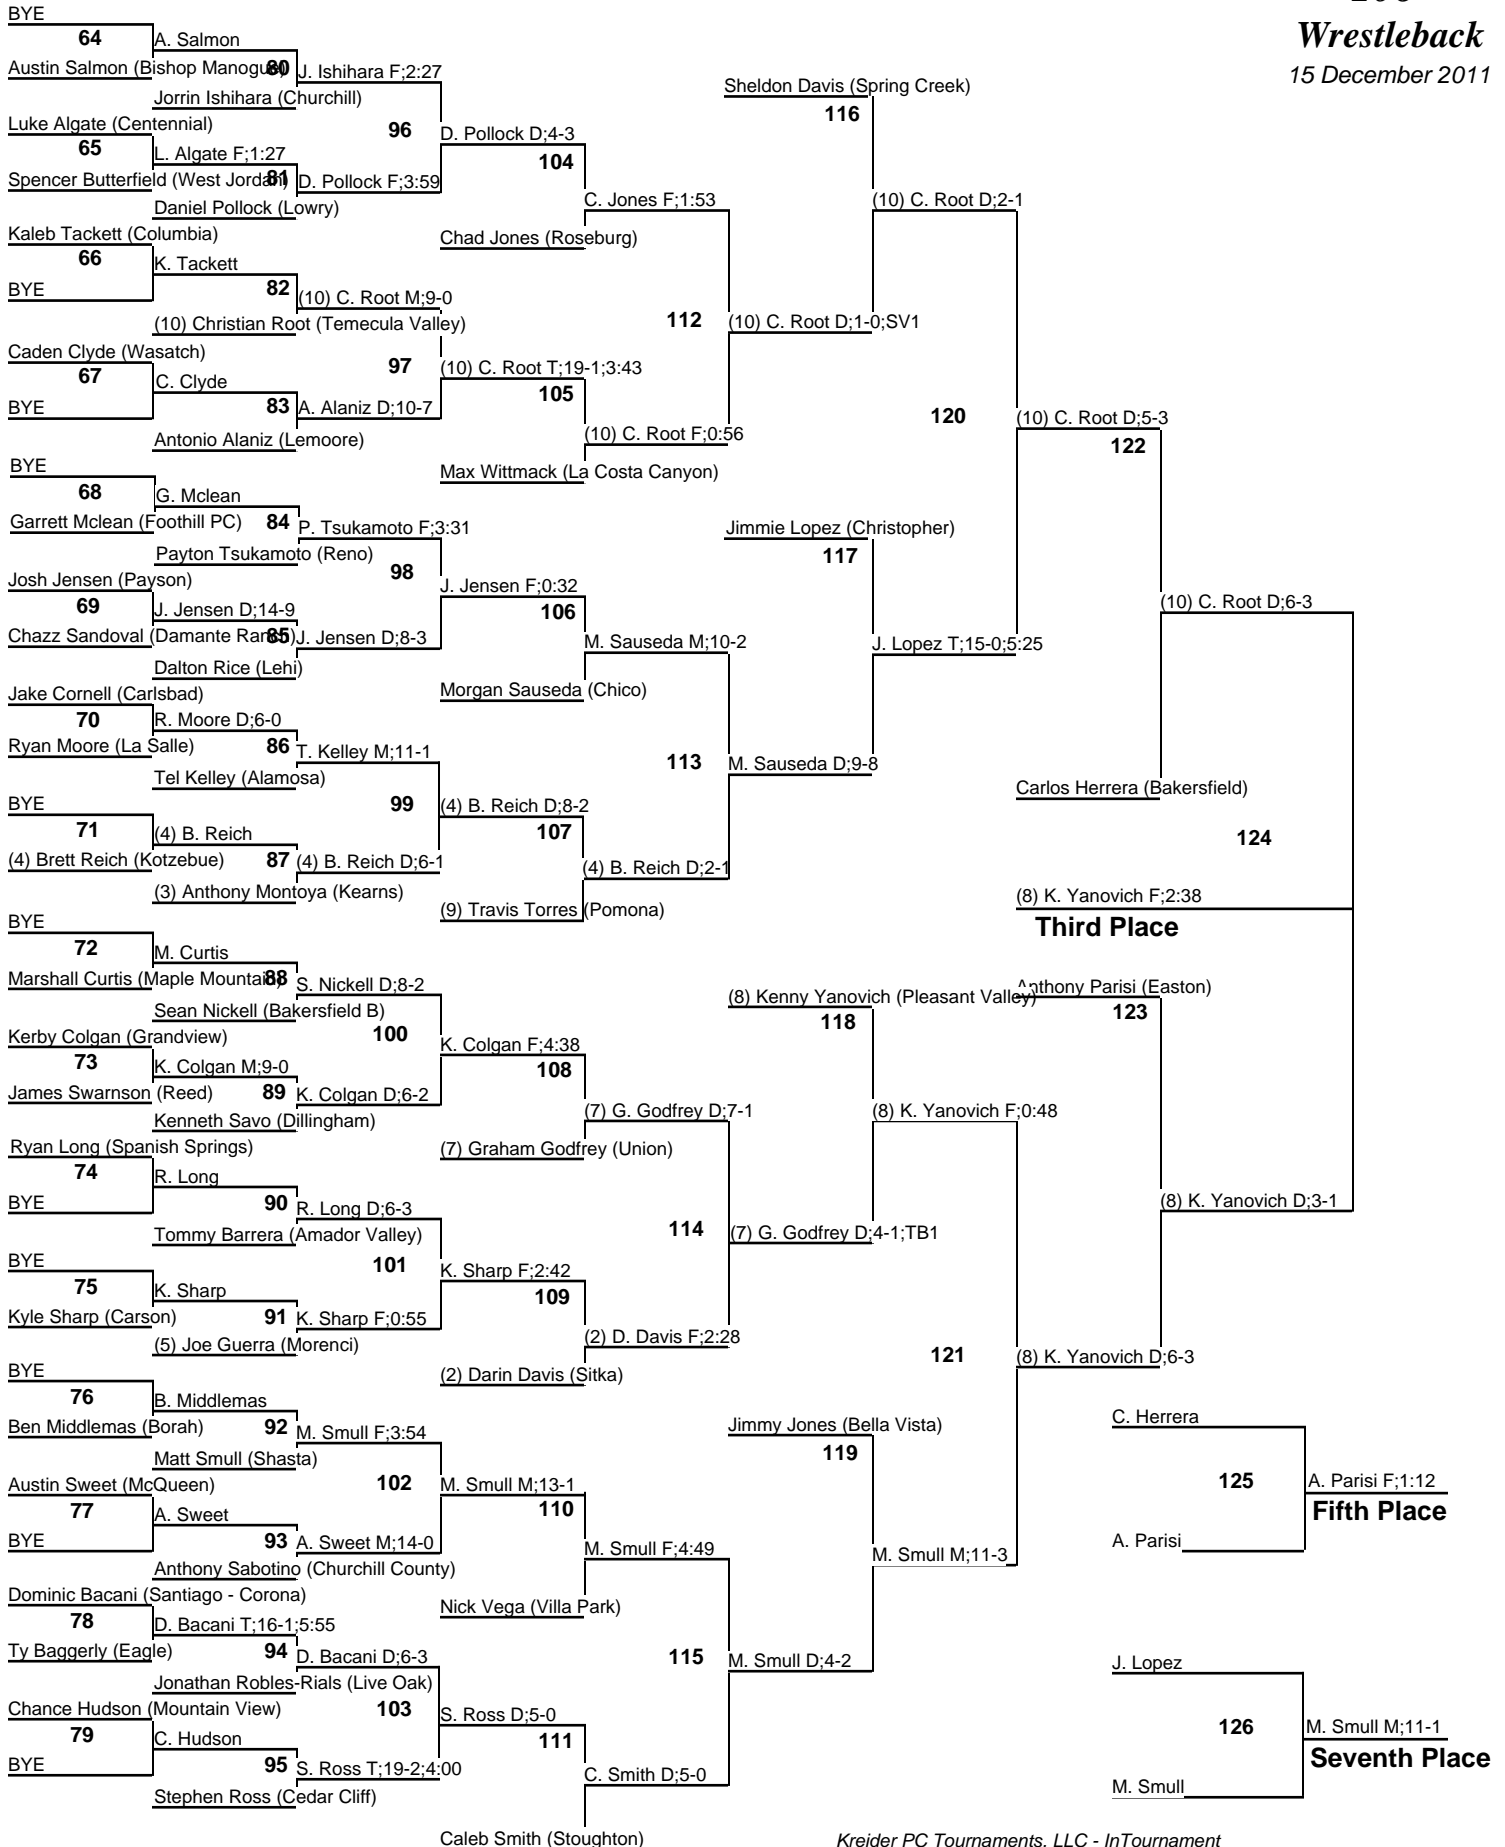 Wrestleback
15 December 2011
BYE
64
A. Salmon
Austin Salmon (Bishop Manogue)
80
J. Ishihara F;2:27
Jorrin Ishihara (Churchill)
Luke Algate (Centennial)
96
D. Pollock D;4-3
65
L. Algate F;1:27
104
Spencer Butterfield (West Jordan)
81
D. Pollock F;3:59
Daniel Pollock (Lowry)
C. Jones F;1:53
Kaleb Tackett (Columbia)
Chad Jones (Roseburg)
66
K. Tackett
BYE
82
(10) C. Root M;9-0
(10) Christian Root (Temecula Valley)
112
(10) C. Root D;1-0;SV1
Caden Clyde (Wasatch)
97
(10) C. Root T;19-1;3:43
67
C. Clyde
105
BYE
83
A. Alaniz D;10-7
Antonio Alaniz (Lemoore)
(10) C. Root F;0:56
Max Wittmack (La Costa Canyon)
Sheldon Davis (Spring Creek)
116
(10) C. Root D;2-1
120
(10) C. Root D;5-3
122
BYE
68
G. Mclean
Garrett Mclean (Foothill PC)
84
P. Tsukamoto F;3:31
Payton Tsukamoto (Reno)
98
J. Jensen F;0:32
Josh Jensen (Payson)
106
69
J. Jensen D;14-9
Chazz Sandoval (Damante Ranch)
85
J. Jensen D;8-3
Dalton Rice (Lehi)
M. Sauseda M;10-2
Morgan Sauseda (Chico)
Jimmie Lopez (Christopher)
117
J. Lopez T;15-0;5:25
(10) C. Root D;6-3
Jake Cornell (Carlsbad)
70
R. Moore D;6-0
Ryan Moore (La Salle)
86
T. Kelley M;11-1
Tel Kelley (Alamosa)
113
M. Sauseda D;9-8
Carlos Herrera (Bakersfield)
BYE
99
(4) B. Reich D;8-2
71
(4) B. Reich
107
124
(4) Brett Reich (Kotzebue)
87
(4) B. Reich D;6-1
(4) B. Reich D;2-1
(3) Anthony Montoya (Kearns)
(9) Travis Torres (Pomona)
(8) K. Yanovich F;2:38
Third Place
BYE
72
M. Curtis
Marshall Curtis (Maple Mountain)
88
S. Nickell D;8-2
Sean Nickell (Bakersfield B)
100
K. Colgan F;4:38
Kerby Colgan (Grandview)
73
K. Colgan M;9-0
108
James Swarnson (Reed)
89
K. Colgan D;6-2
Kenneth Savo (Dillingham)
(7) G. Godfrey D;7-1
(7) Graham Godfrey (Union)
(8) Kenny Yanovich (Pleasant Valley)
118
(8) K. Yanovich F;0:48
Anthony Parisi (Easton)
123
Ryan Long (Spanish Springs)
74
R. Long
BYE
90
R. Long D;6-3
Tommy Barrera (Amador Valley)
114
(7) G. Godfrey D;4-1;TB1
(8) K. Yanovich D;3-1
BYE
101
K. Sharp F;2:42
75
K. Sharp
109
Kyle Sharp (Carson)
91
K. Sharp F;0:55
(2) D. Davis F;2:28
(5) Joe Guerra (Morenci)
(2) Darin Davis (Sitka)
121
(8) K. Yanovich D;6-3
BYE
76
B. Middlemas
Ben Middlemas (Borah)
92
M. Smull F;3:54
Matt Smull (Shasta)
Jimmy Jones (Bella Vista)
119
C. Herrera
Austin Sweet (McQueen)
102
M. Smull M;13-1
125
A. Parisi F;1:12
Fifth Place
77
A. Sweet
110
BYE
93
A. Sweet M;14-0
M. Smull F;4:49
M. Smull M;11-3
A. Parisi
Anthony Sabotino (Churchill County)
Nick Vega (Villa Park)
Dominic Bacani (Santiago - Corona)
78
D. Bacani T;16-1;5:55
Ty Baggerly (Eagle)
94
D. Bacani D;6-3
115
M. Smull D;4-2
J. Lopez
Jonathan Robles-Rials (Live Oak)
Chance Hudson (Mountain View)
103
S. Ross D;5-0
79
C. Hudson
111
126
M. Smull M;11-1
Seventh Place
BYE
95
S. Ross T;19-2;4:00
C. Smith D;5-0
M. Smull
Stephen Ross (Cedar Cliff)
Caleb Smith (Stoughton)
Kreider PC Tournaments, LLC - InTournament